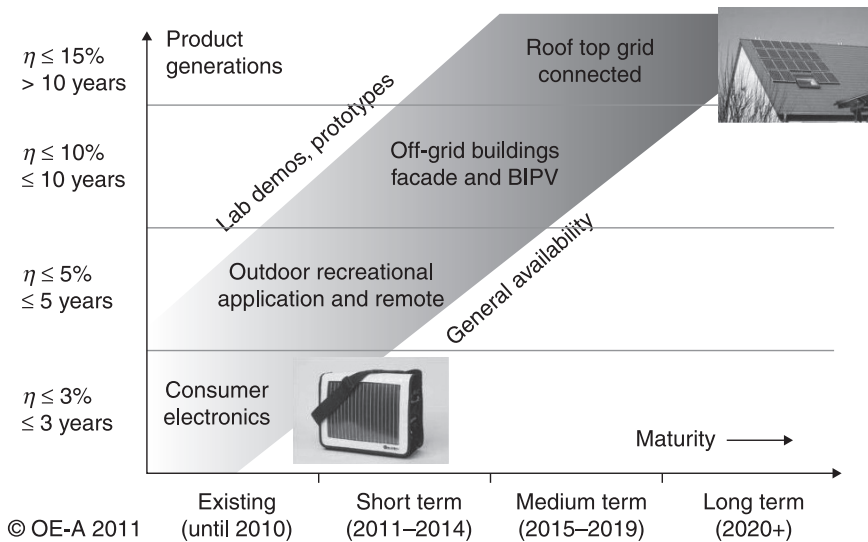 η ≤ 15%
> 10 years
Product
generations
Roof top grid
connected
η ≤ 10%
≤ 10 years
Lab demos, prototypes
Off-grid buildings
facade and BIPV
η ≤ 5%
≤ 5 years
Outdoor recreational
application and remote
General availability
η ≤ 3%
≤ 3 years
Consumer
electronics
Maturity
Existing
(until 2010)
Short term
(2011–2014)
Medium term
(2015–2019)
Long term
(2020+)
© OE-A 2011